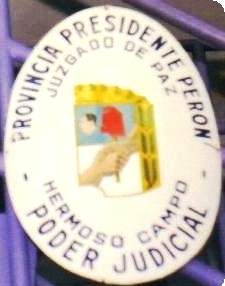 PROVINCIA PRESIDENTE PERON
JUZGADO DE PAZ
HERMOSO CAMPO
- PODER JUDICIAL -